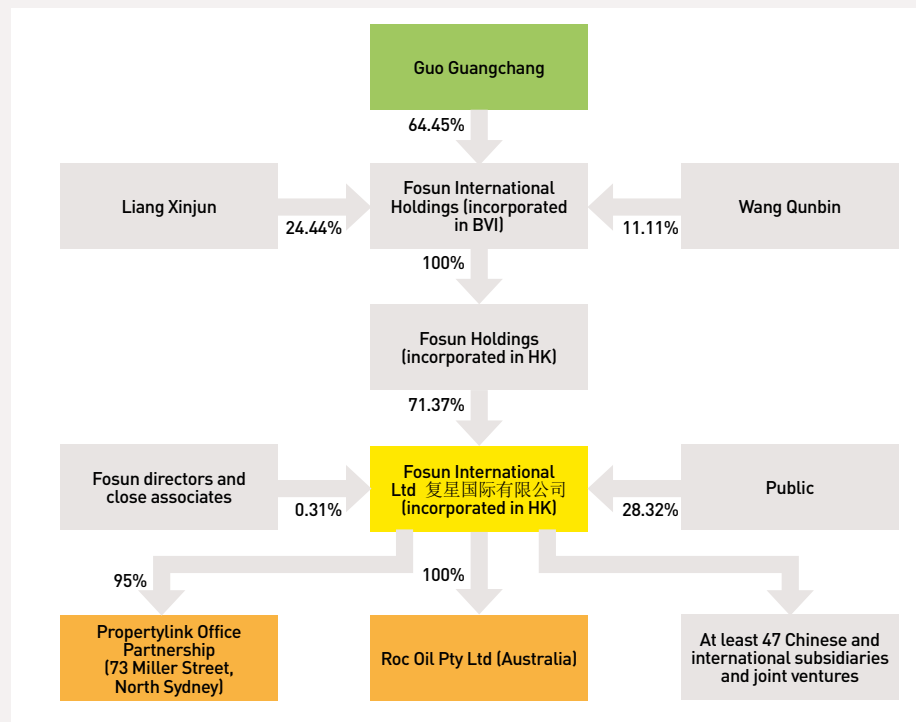 Guo Guangchang
64.45%
Liang Xinjun
24.44%
Fosun International
Holdings (incorporated
in BVI)
Wang Qunbin
11.11%
100%
Fosun Holdings
(incorporated in HK)
71.37%
Fosun directors and
close associates
0.31%
Fosun International
Ltd 复星国际有限公司
(incorporated in HK)
Public
28.32%
95%
100%
Propertylink Office
Partnership
(73 Miller Street,
North Sydney)
Roc Oil Pty Ltd (Australia)
At least 47 Chinese and
international subsidiaries
and joint ventures